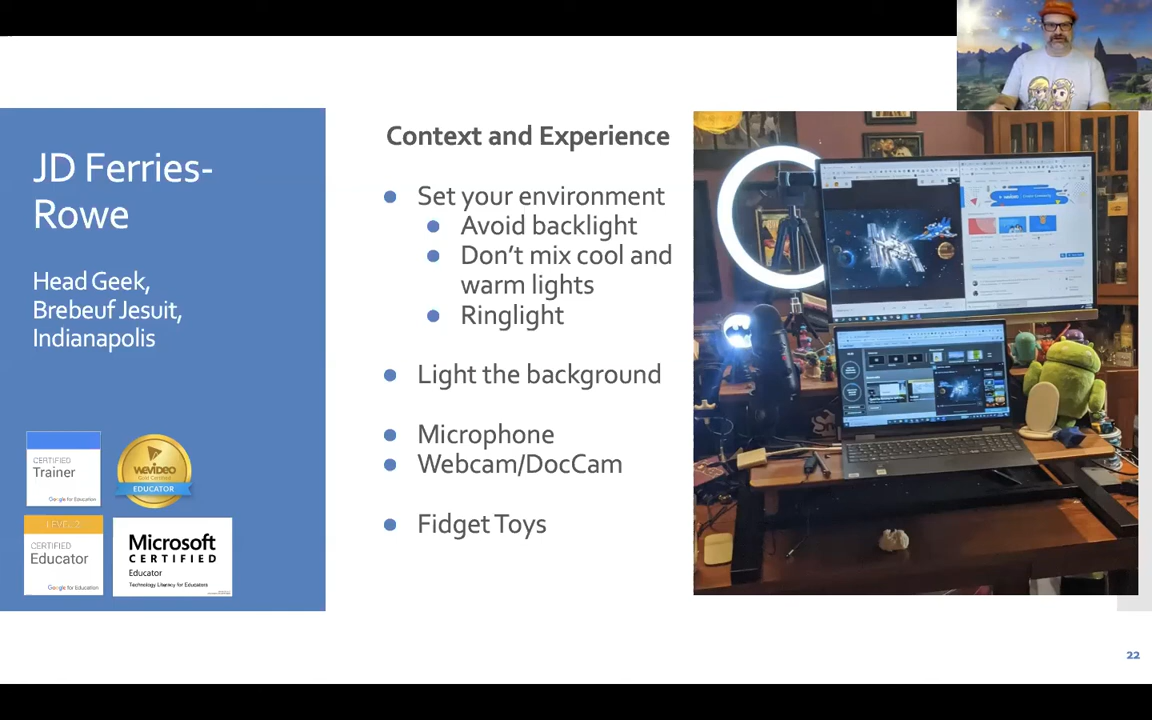 JD Ferries-
Rowe
Head Geek,
Brebeuf Jesuit,
Indianapolis
CERTIFIED
Trainer
Google for Education
WEVIDEO
Gold Certified
EDUCATOR
LEVEL 2
CERTIFIED
Educator
Google for Education
Microsoft
CERTIFIED
Educator
Technology Literacy for Educators
Context and Experience
Set your environment
Avoid backlight
Don't mix cool and
warm lights
Ringlight
Light the background
Microphone
Webcam/DocCam
Fidget Toys
22